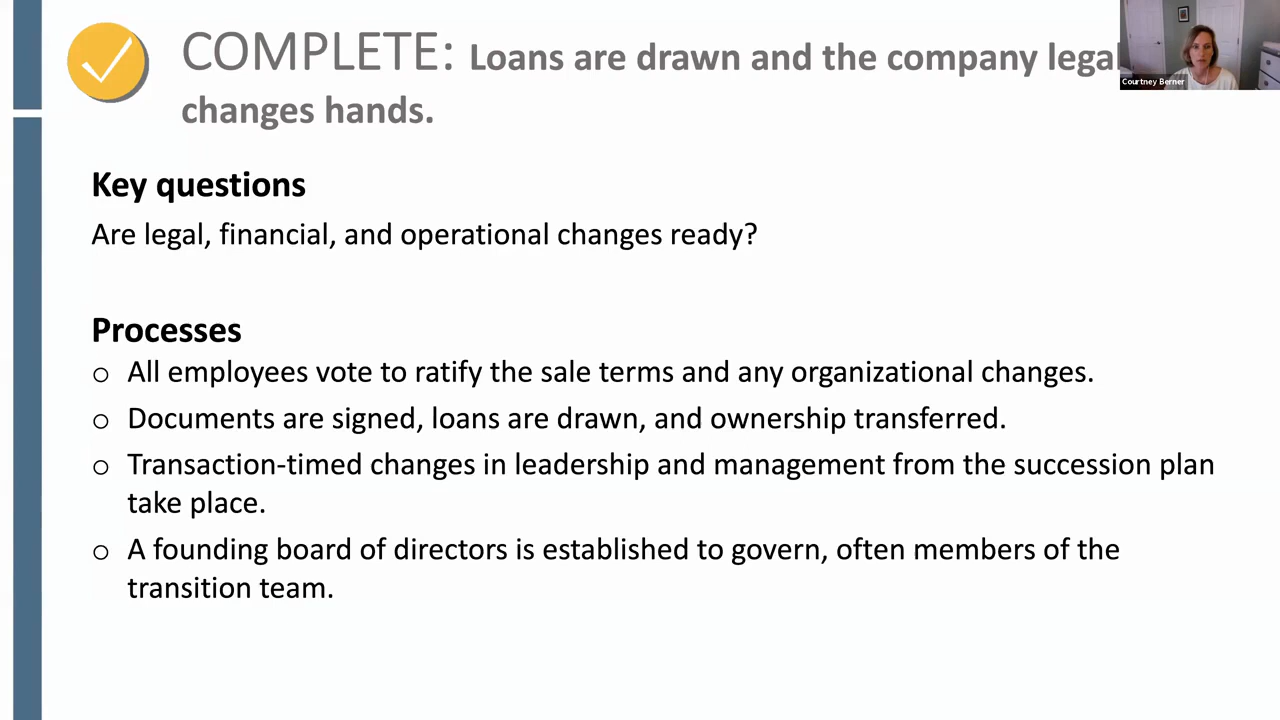 COMPLETE: Loans are drawn and the company legal
changes hands.
Courtney Berner
Key questions
Are legal, financial, and operational changes ready?
Processes
o All employees vote to ratify the sale terms and any organizational changes.
o Documents are signed, loans are drawn, and ownership transferred.
o Transaction-timed changes in leadership and management from the succession plan
take place.
o A founding board of directors is established to govern, often members of the
transition team.